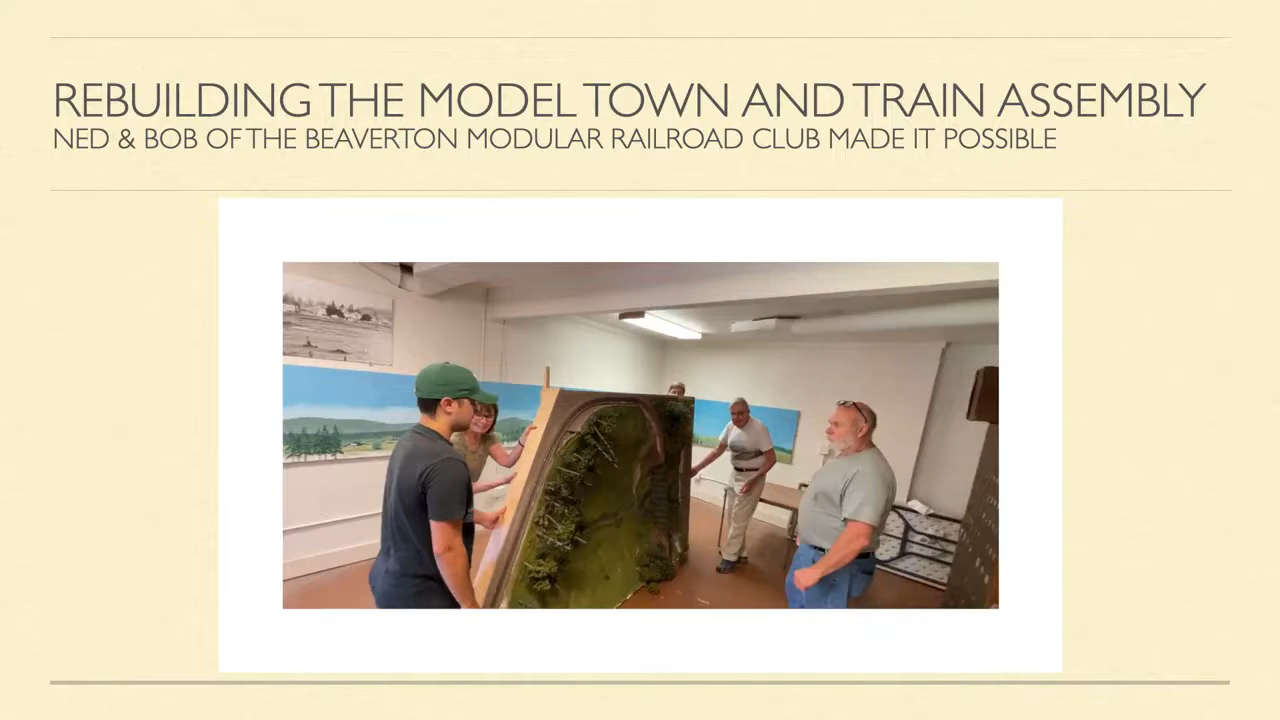 REBUILDING THE MODEL TOWN AND TRAIN ASSEMBLY
NED & BOB OF THE BEAVERTON MODULAR RAILROAD CLUB MADE IT POSSIBLE